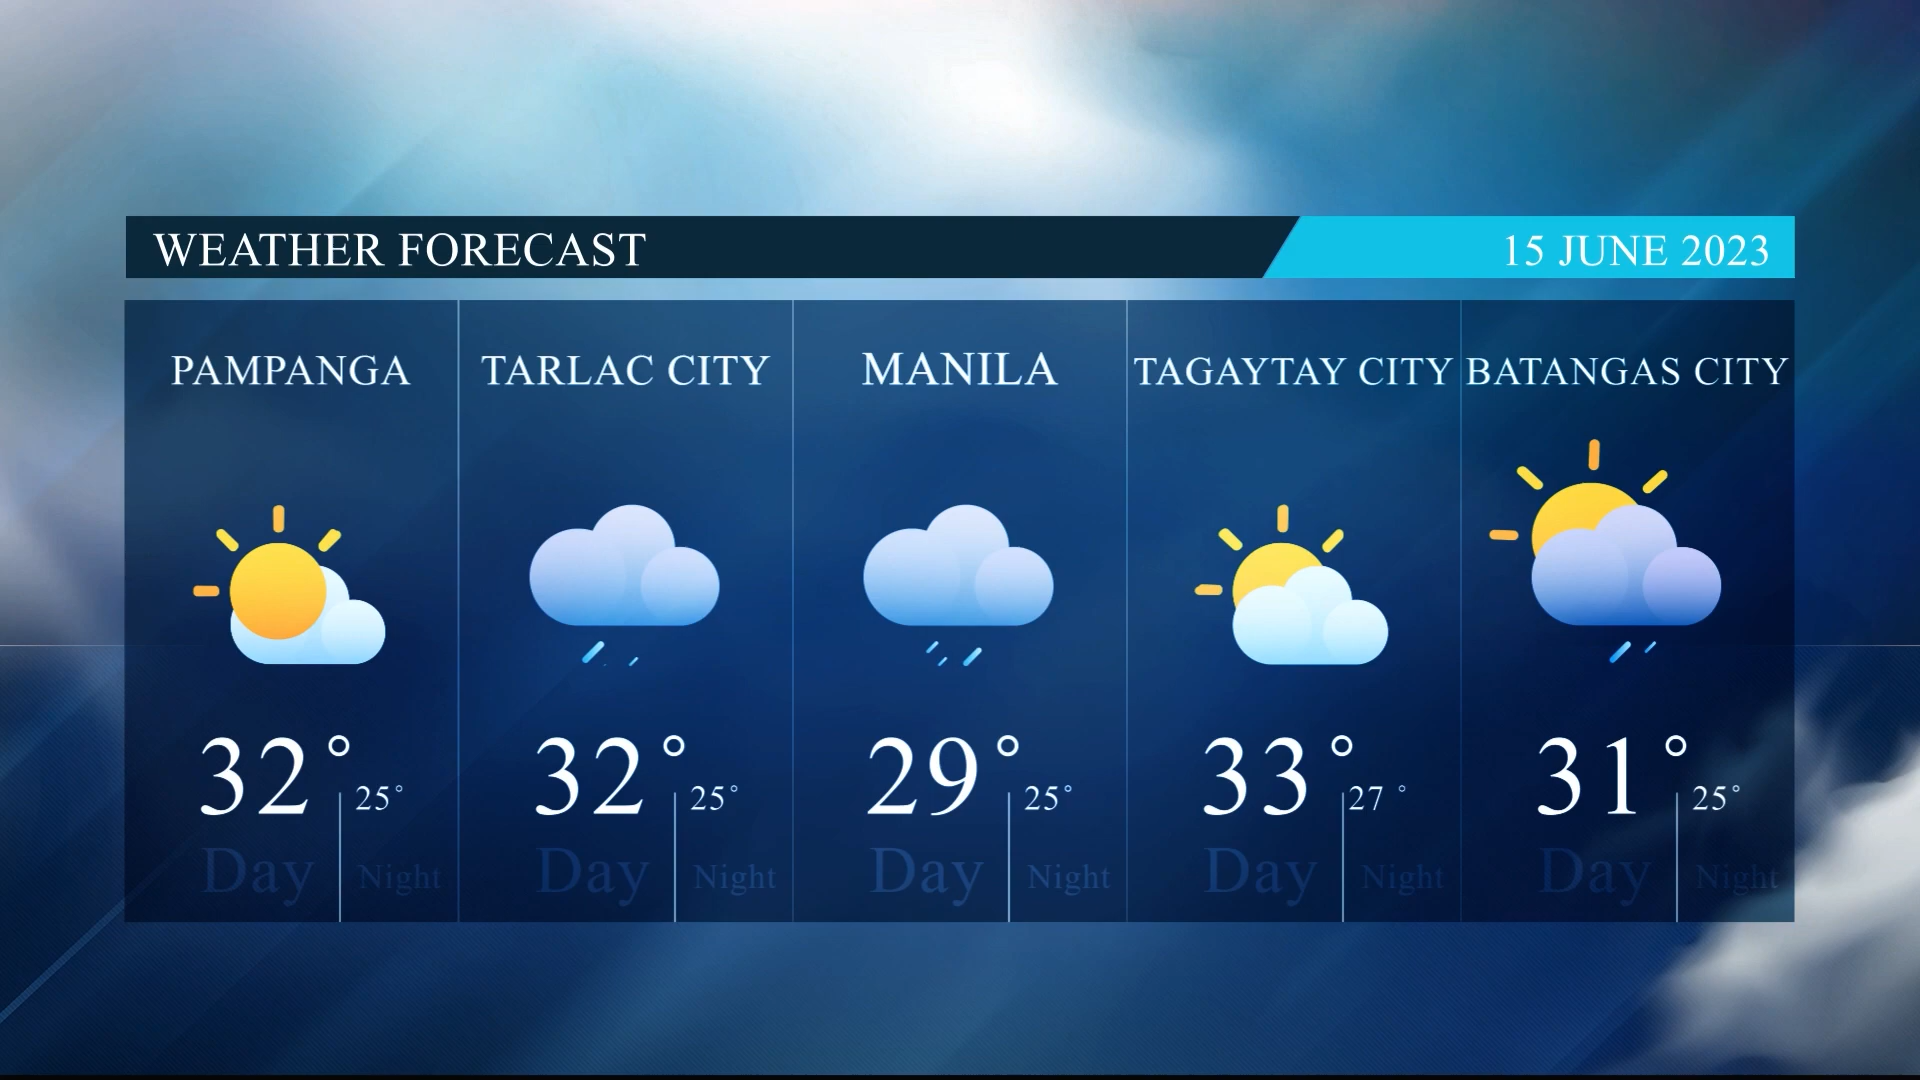 WEATHER FORECAST
15 JUNE 2023
PAMPANGA
32° 25°
Day Night
TARLAC CITY
32° 25°
Day Night
MANILA
29° 25°
Day Night
TAGAYTAY CITY
33° 27 °
Day Night
BATANGAS CITY
31° 25°
Day Night